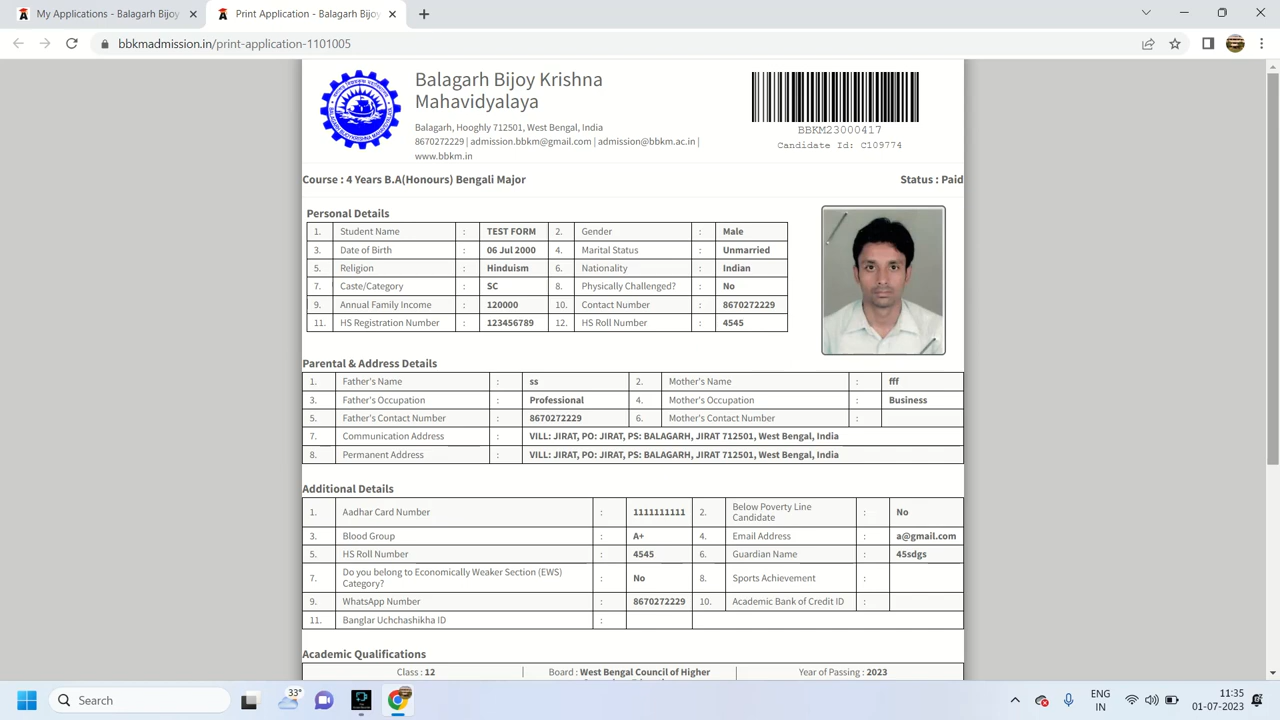 My Applications - Balagarh Bijoy
Print Application - Balagarh Bijoy
bbkmadmission.in/print-application-1101005
Balagarh Bijoy Krishna
Mahavidyalaya
Balagarh, Hooghly 712501, West Bengal, India
8670272229 | admission.bbkm@gmail.com | admission@bbkm.ac.in |
www.bbkm.in
BBKM23000417
Candidate Id: C109774
Course : 4 Years B.A(Honours) Bengali Major
Status : Paid
Personal Details
1. Student Name : TEST FORM 2. Gender : Male
3. Date of Birth : 06 Jul 2000 4. Marital Status : Unmarried
5. Religion : Hinduism 6. Nationality : Indian
7. Caste/Category : SC 8. Physically Challenged? : No
9. Annual Family Income : 120000 10. Contact Number : 8670272229
11. HS Registration Number : 123456789 12. HS Roll Number : 4545
Parental & Address Details
1. Father's Name : ss 2. Mother's Name : fff
3. Father's Occupation : Professional 4. Mother's Occupation : Business
5. Father's Contact Number : 8670272229 6. Mother's Contact Number :
7. Communication Address : VILL: JIRAT, PO: JIRAT, PS: BALAGARH, JIRAT 712501, West Bengal, India
8. Permanent Address : VILL: JIRAT, PO: JIRAT, PS: BALAGARH, JIRAT 712501, West Bengal, India
Additional Details
1. Aadhar Card Number : 1111111111 2. Below Poverty Line
Candidate : No
3. Blood Group : A+ 4. Email Address : a@gmail.com
5. HS Roll Number : 4545 6. Guardian Name : 45sdgs
7. Do you belong to Economically Weaker Section (EWS)
Category? : No 8. Sports Achievement :
9. WhatsApp Number : 8670272229 10. Academic Bank of Credit ID :
11. Banglar Uchchashikha ID :
Academic Qualifications
Class : 12 Board : West Bengal Council of Higher Year of Passing : 2023
Search
33°
ENG
IN
11:35
01-07-2023